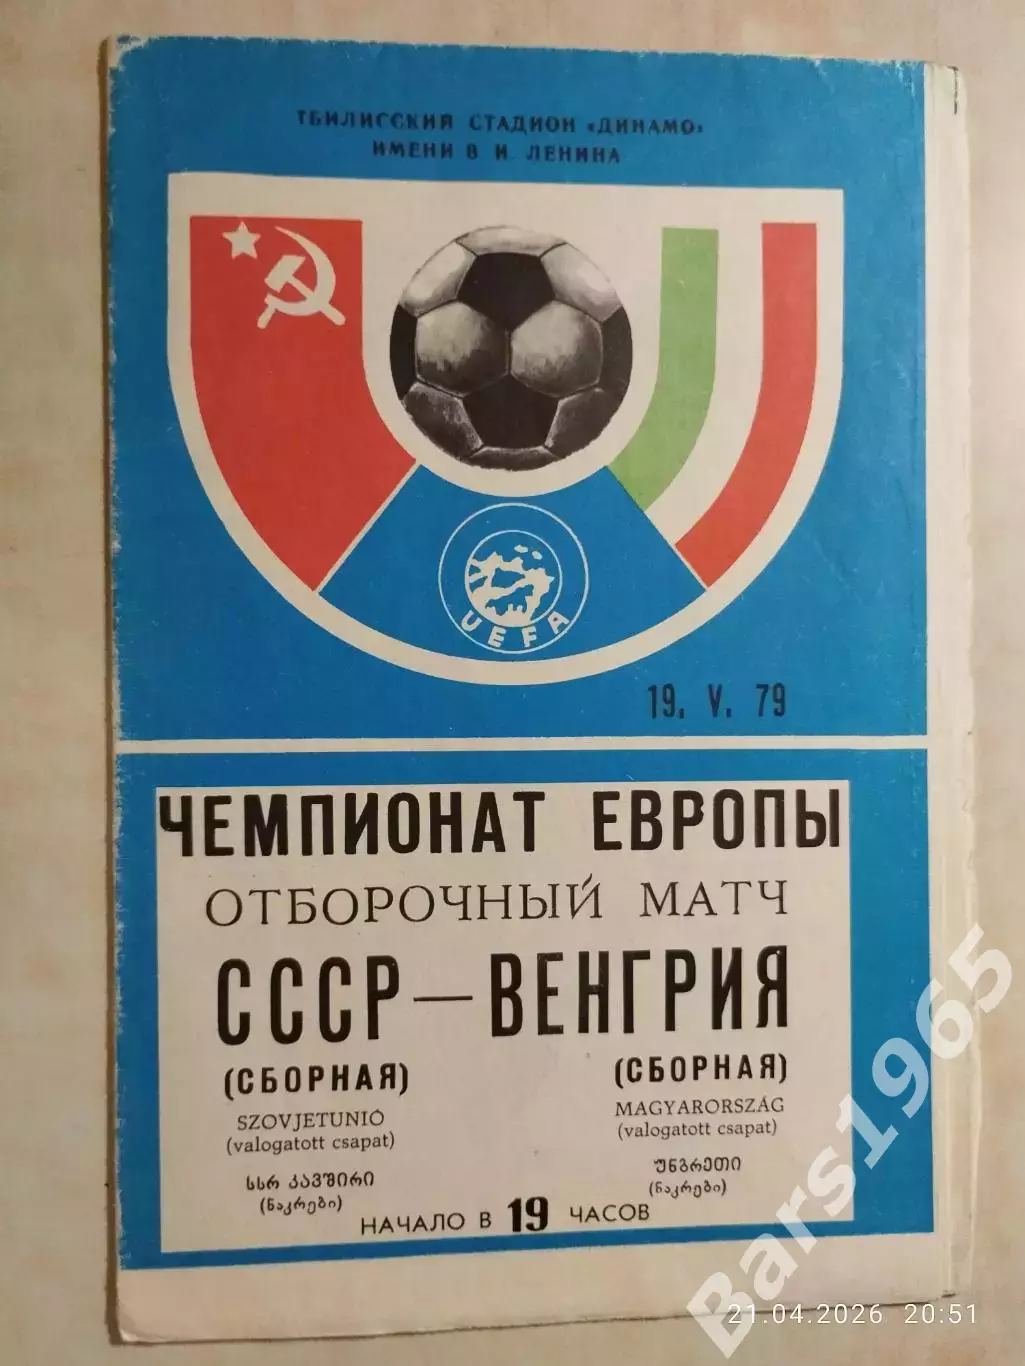 ТБИЛИССКИЙ СТАДИОН «ДИНАМО»
ИМЕНИ В И. ЛЕНИНА
UEFA
19. V. 79
ЧЕМПИОНАТ ЕВРОПЫ
ОТБОРОЧНЫЙ МАТЧ
СССР — ВЕНГРИЯ
(СБОРНАЯ) (СБОРНАЯ)
SZOVJETUNIÓ MAGYARORSZÁG
(valogatott csapat) (valogatott csapat)
სსრ კავშირი უნგრეთი
(ნაკრები) (ნაკრები)
НАЧАЛО В 19 ЧАСОВ
Bars1965
21.04.2026 20:51